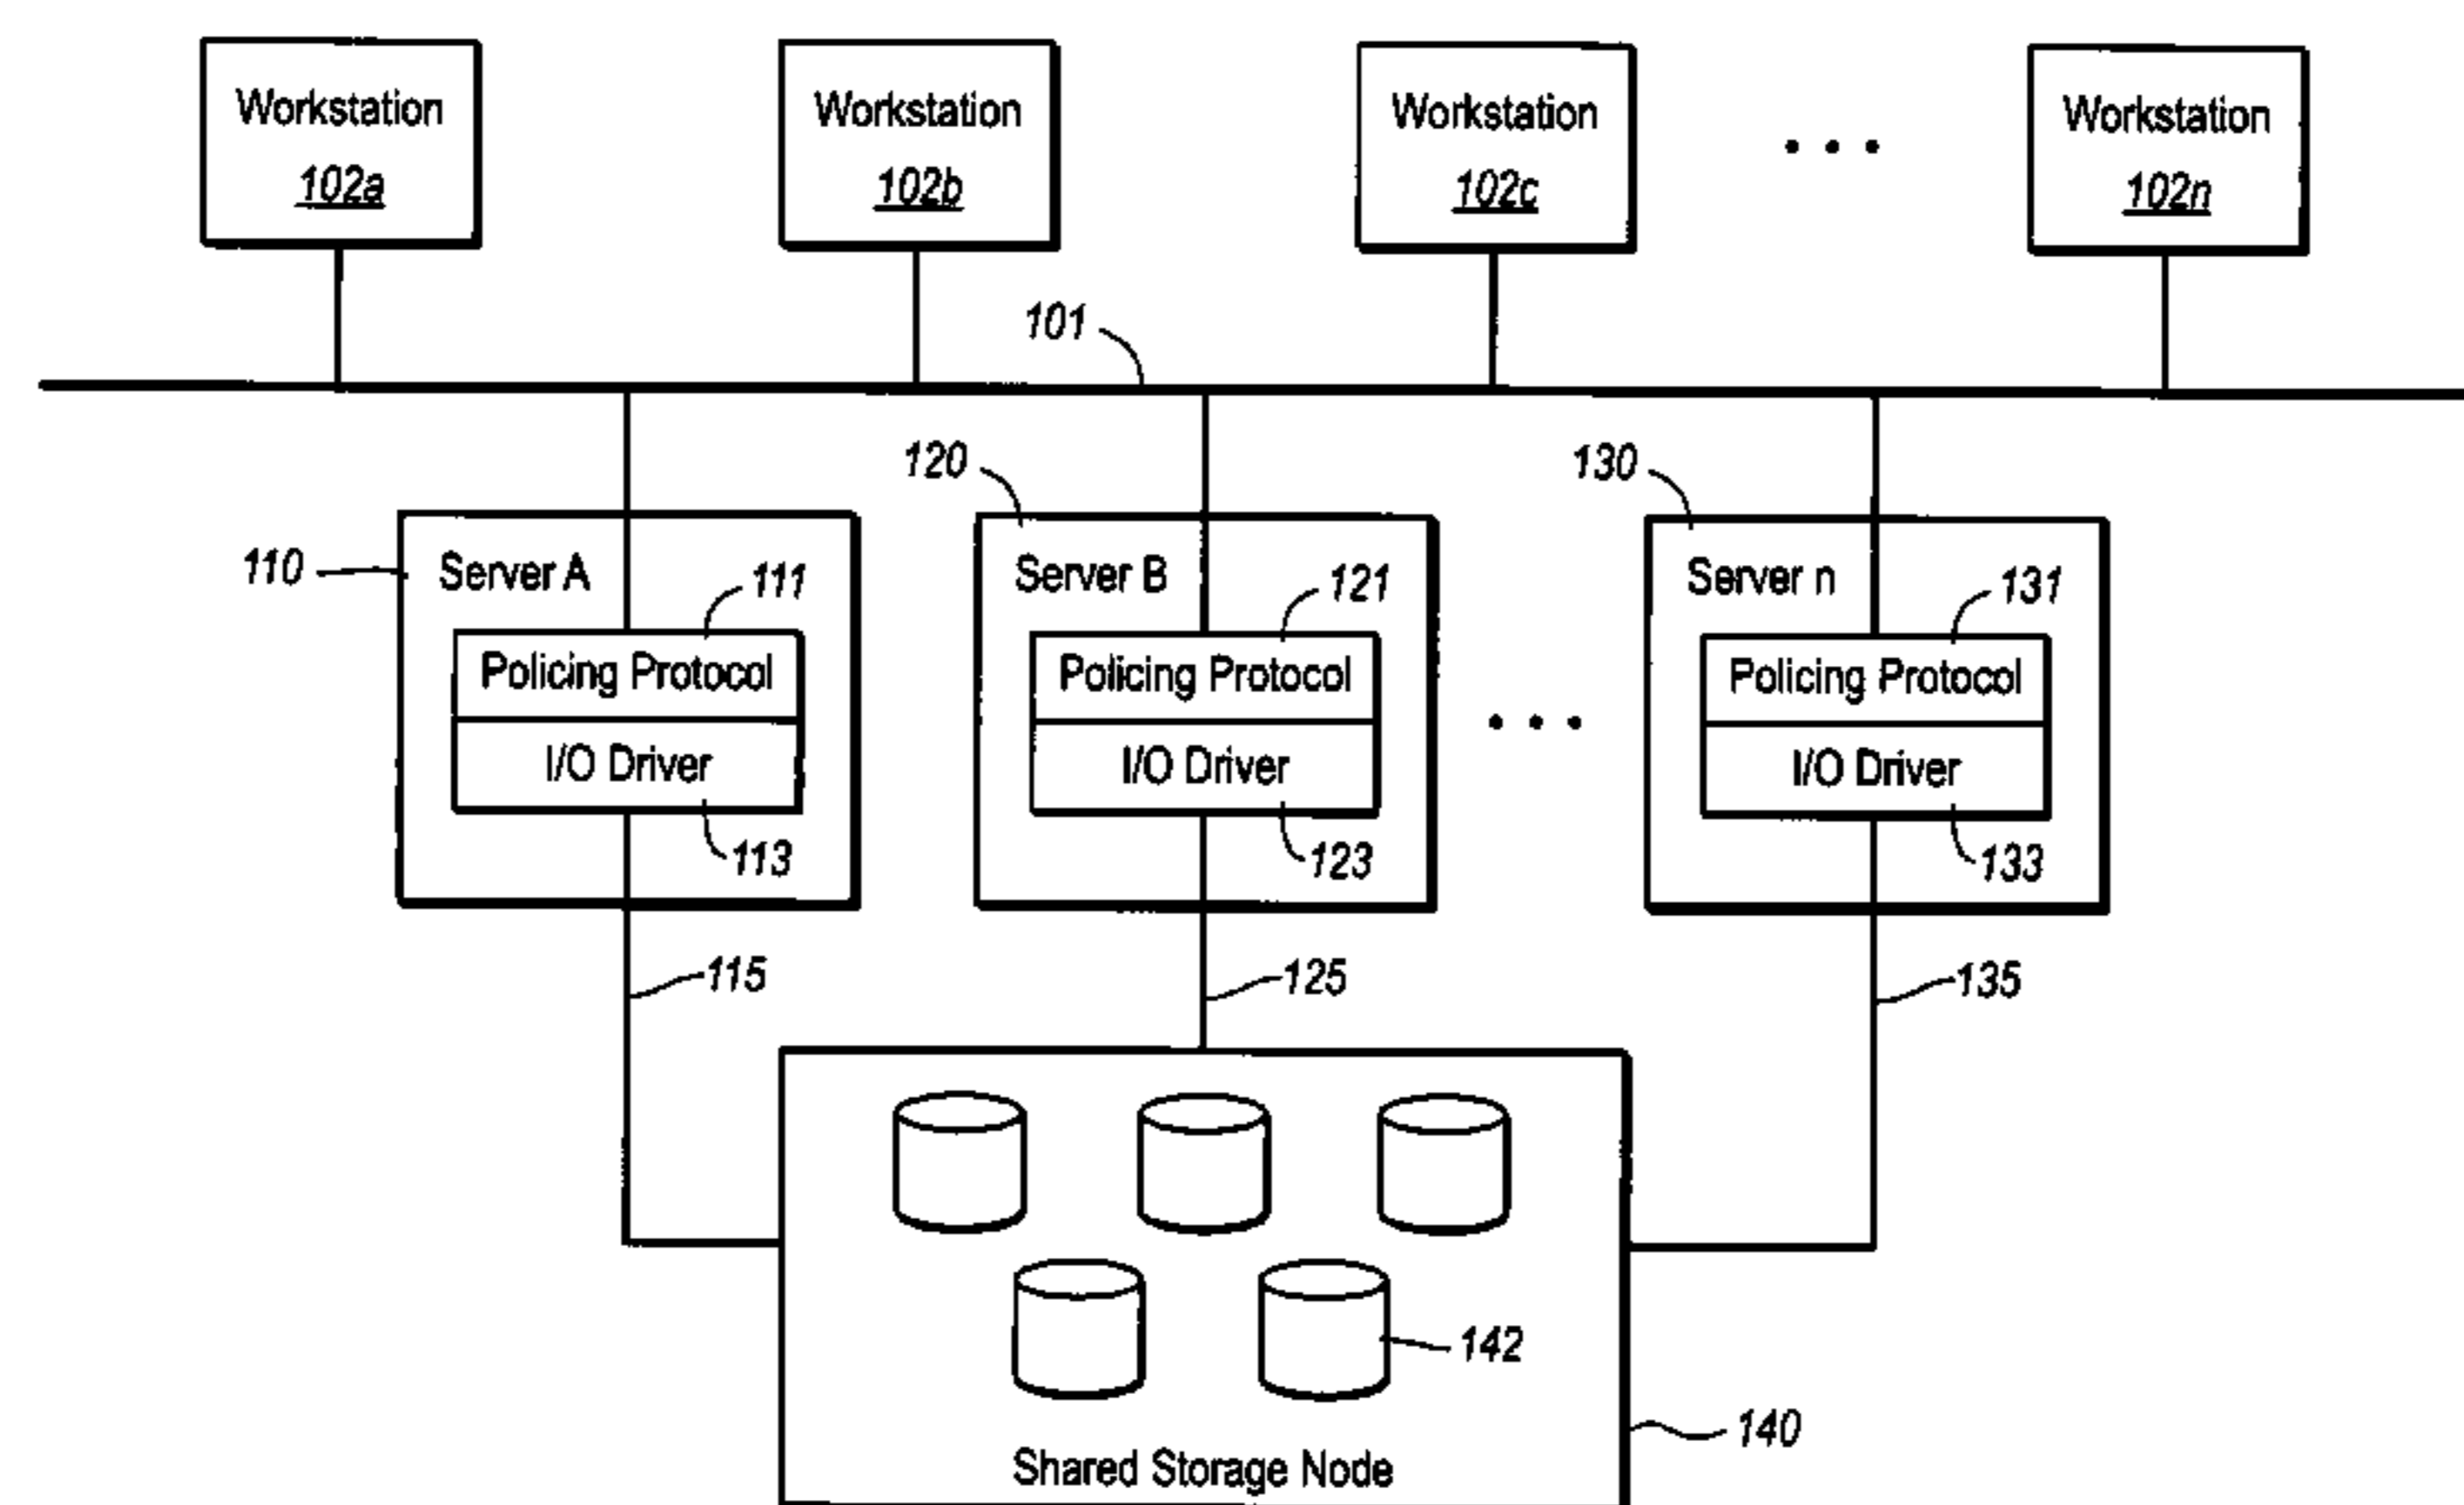 Workstation
102a
Workstation
102b
Workstation
102c
Workstation
102n
101
110
Server A
111
Policing Protocol
I/O Driver
113
115
120
Server B
121
Policing Protocol
I/O Driver
123
125
130
Server n
131
Policing Protocol
I/O Driver
133
135
142
140
Shared Storage Node